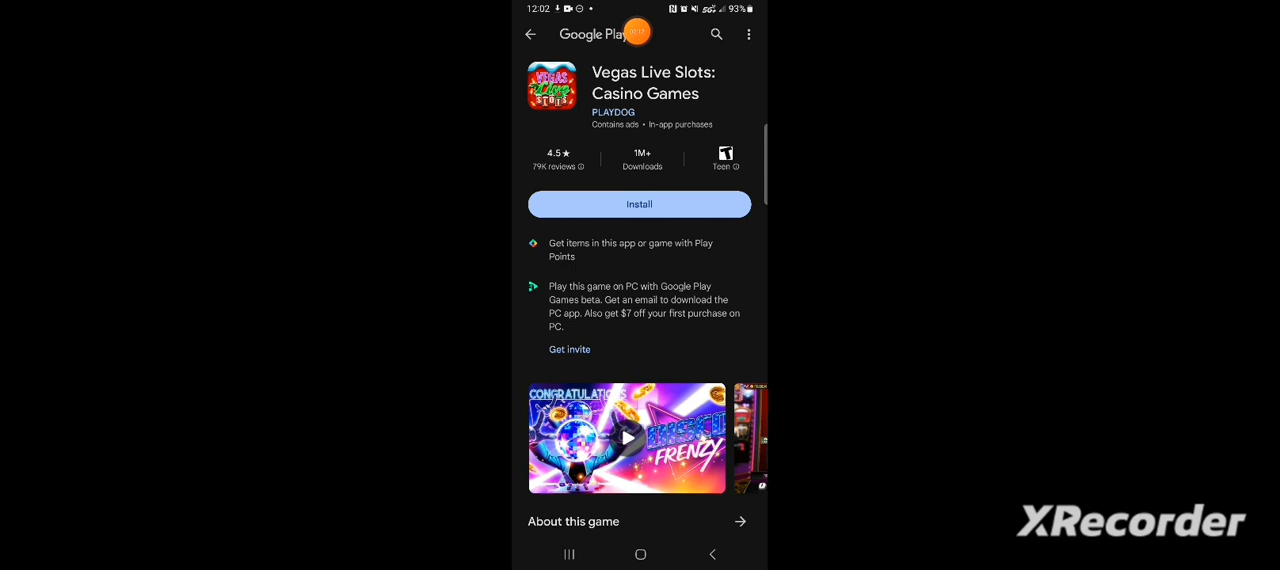 12:02
5G
93%
Google Play
Vegas Live Slots:
Casino Games
PLAYDOG
Contains ads • In-app purchases
4.5★
1M+
79K reviews
Downloads
Teen
Install
Get items in this app or game with Play
Points
Play this game on PC with Google Play
Games beta. Get an email to download the
PC app. Also get $7 off your first purchase on
PC.
Get invite
CONGRATULATIONS
DISCO
FRENZY
About this game
XRecorder